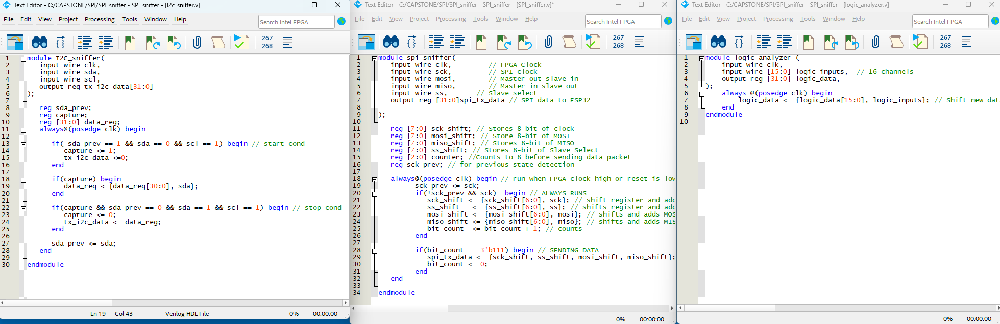 Text Editor - C:/CAPSTONE/SPI/SPI_sniffer - SPI_sniffer - [I2c_sniffer.v]
File Edit View Project Processing Tools Window Help
Search Intel FPGA
267
268
1 module I2C_sniffer(
2 input wire clk,
3 input wire sda,
4 input wire scl,
5 output reg tx_i2c_data[31:0]
6 );
7
8 reg sda_prev;
9 reg capture;
10 reg [31:0] data_reg;
11 always@(posedge clk) begin
12
13 if( sda_prev == 1 && sda == 0 && scl == 1) begin // start cond
14 capture <= 1;
15 tx_i2c_data <=0;
16 end
17
18 if(capture) begin
19 data_reg <={data_reg[30:0], sda};
20 end
21
22 if(capture && sda_prev == 0 && sda == 1 && scl == 1) begin // stop cond
23 capture <= 0;
24 tx_i2c_data <= data_reg;
25 end
26
27 sda_prev <= sda;
28 end
29
30 endmodule
Ln 19 Col 43 Verilog HDL File 0% 00:00:00
Text Editor - C:/CAPSTONE/SPI/SPI_sniffer - SPI_sniffer - [SPI_sniffer.v]*
File Edit View Project Processing Tools Window Help
Search Intel FPGA
267
268
1 module spi_sniffer(
2 input wire clk, // FPGA Clock
3 input wire sck, // SPI clock
4 input wire mosi, // Master out slave in
5 input wire miso, // Master in slave out
6 input wire ss, // Slave select
7 output reg [31:0]spi_tx_data // SPI data to ESP32
8
9 );
10
11 reg [7:0] sck_shift; // Stores 8-bit of clock
12 reg [7:0] mosi_shift; // Store 8-bit of MOSI
13 reg [7:0] miso_shift; // Stores 8-bit of MISO
14 reg [7:0] ss_shift; // Stores 8-bit of Slave Select
15 reg [2:0] counter; //Counts to 8 before sending data packet
16 reg sck_prev; // for previous state detection
17
18 always@(posedge clk) begin // run when FPGA clock high or reset is low
19 sck_prev <= sck;
20 if(!sck_prev && sck) begin // ALWAYS RUNS
21 sck_shift <= {sck_shift[6:0], sck}; // shift register and add
22 ss_shift <= {ss_shift[6:0], ss}; // shifts register and add
23 mosi_shift <= {mosi_shift[6:0], mosi}; // shifts and adds MOS
24 miso_shift <= {miso_shift[6:0], miso}; // shifts and adds MIS
25 bit_count <= bit_count + 1; // counts
26 end
27
28 if(bit_count == 3'b111) begin // SENDING DATA
29 spi_tx_data <= {sck_shift, ss_shift, mosi_shift, miso_shift};
30 bit_count <= 0;
31 end
32 end
33
34 endmodule
0% 00:00:00
Text Editor - C:/CAPSTONE/SPI/SPI_sniffer - SPI_sniffer - [logic_analyzer.v]
File Edit View Project Processing Tools Window Help
Search Intel FPGA
267
268
1 module logic_analyzer (
2 input wire clk,
3 input wire [15:0] logic_inputs, // 16 channels
4 output reg [31:0] logic_data,
5 );
6 always @(posedge clk) begin
7 logic_data <= {logic_data[15:0], logic_inputs}; // Shift new dat
8 end
9 endmodule
10
0% 00:00:00